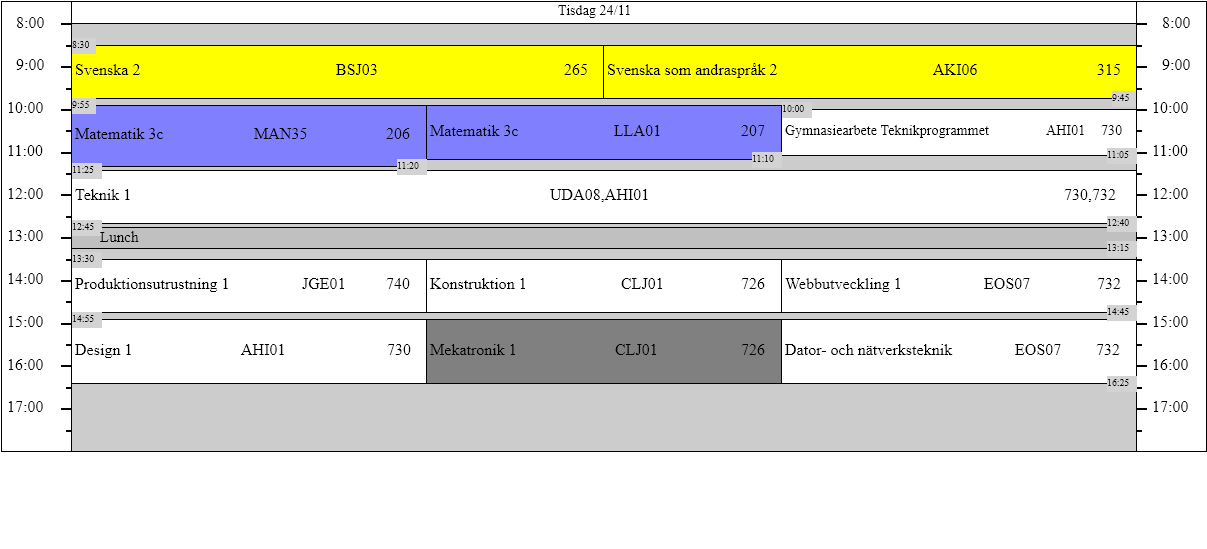 Tisdag 24/11
8:00 8:00
8:30
9:00 Svenska 2 BSJ03 265 Svenska som andraspråk 2 AKI06 315 9:00
9:45
9:55
10:00 10:00 10:00
Matematik 3c MAN35 206 Matematik 3c LLA01 207 Gymnasiearbete Teknikprogrammet AHI01 730
11:00 11:10 11:05 11:00
11:25 11:20
12:00 Teknik 1 UDA08,AHI01 730,732 12:00
12:45 12:40
13:00 Lunch 13:00
13:15
13:30
14:00 Produktionsutrustning 1 JGE01 740 Konstruktion 1 CLJ01 726 Webbutveckling 1 EOS07 732 14:00
14:45
15:00 14:55 15:00
Design 1 AHI01 730 Mekatronik 1 CLJ01 726 Dator- och nätverksteknik EOS07 732
16:00 16:00
16:25
17:00 17:00